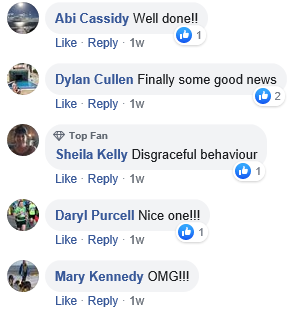 Abi Cassidy Well done!!
1
Like · Reply · 1w
Dylan Cullen Finally some good news
Like · Reply · 1w
2
Top Fan
Sheila Kelly Disgraceful behaviour
1
Like · Reply · 1w
Daryl Purcell Nice one!!!
1
Like · Reply · 1w
Mary Kennedy OMG!!!
Like · Reply · 1w